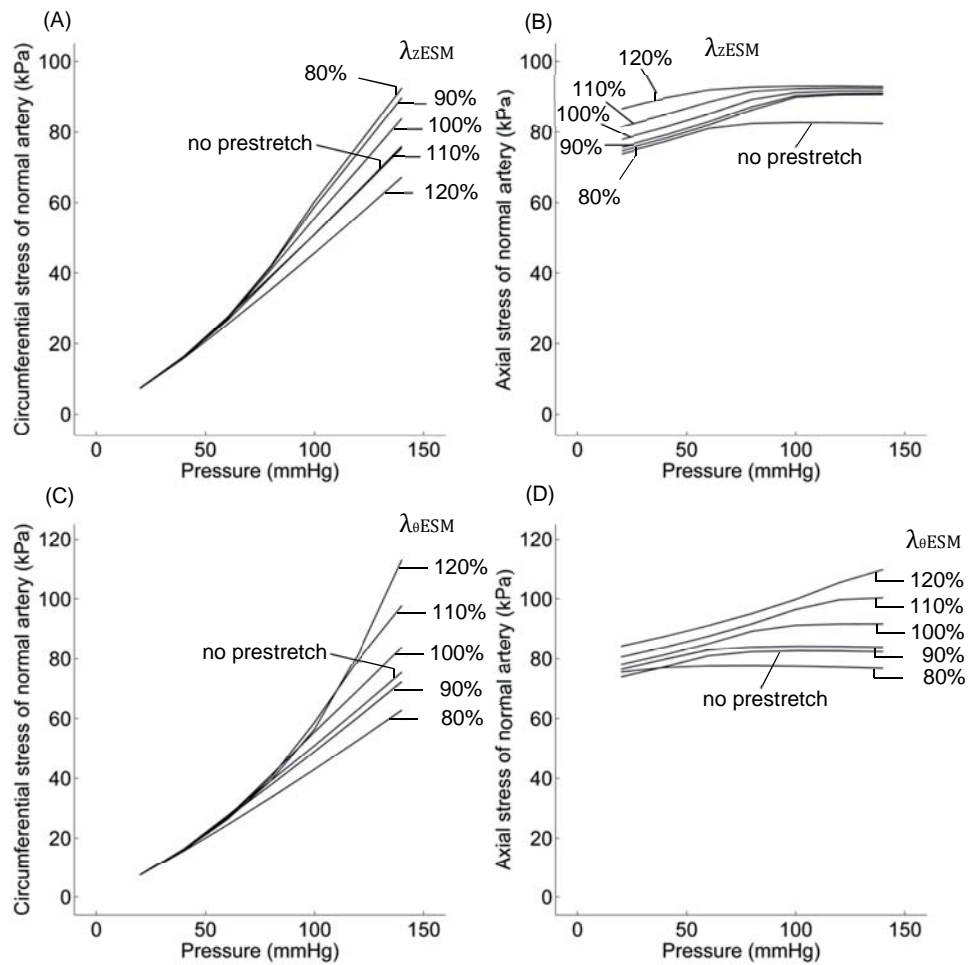 (A)
λzESM
Circumferential stress of normal artery (kPa)
100
80
60
40
20
0
80%
90%
100%
no prestretch
110%
120%
0 50 100 150
Pressure (mmHg)
(B)
λzESM
Axial stress of normal artery (kPa)
100
80
60
40
20
0
120%
110%
100%
90%
80%
no prestretch
0 50 100 150
Pressure (mmHg)
(C)
λθESM
Circumferential stress of normal artery (kPa)
120
100
80
60
40
20
0
120%
110%
100%
no prestretch
90%
80%
0 50 100 150
Pressure (mmHg)
(D)
λθESM
Axial stress of normal artery (kPa)
120
100
80
60
40
20
0
120%
110%
100%
90%
80%
no prestretch
0 50 100 150
Pressure (mmHg)